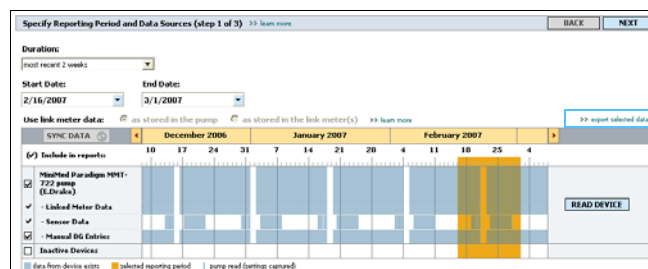 Specify Reporting Period and Data Sources (step 1 of 3) >> learn more BACK NEXT
Duration:
most recent 2 weeks
Start Date: End Date:
2/16/2007 3/1/2007
Use link meter data: as stored in the pump as stored in the link meter(s) >> learn more >> export selected data
SYNC DATA December 2006 January 2007 February 2007
(✓) Include in reports: 10 17 24 31 7 14 21 28 4 11 18 25 4
MiniMed Paradigm MMT-
722 pump
(E.Drake)
- Linked Meter Data READ DEVICE
- Sensor Data
- Manual BG Entries
Inactive Devices
data from device exists selected reporting period pump read (settings captured)